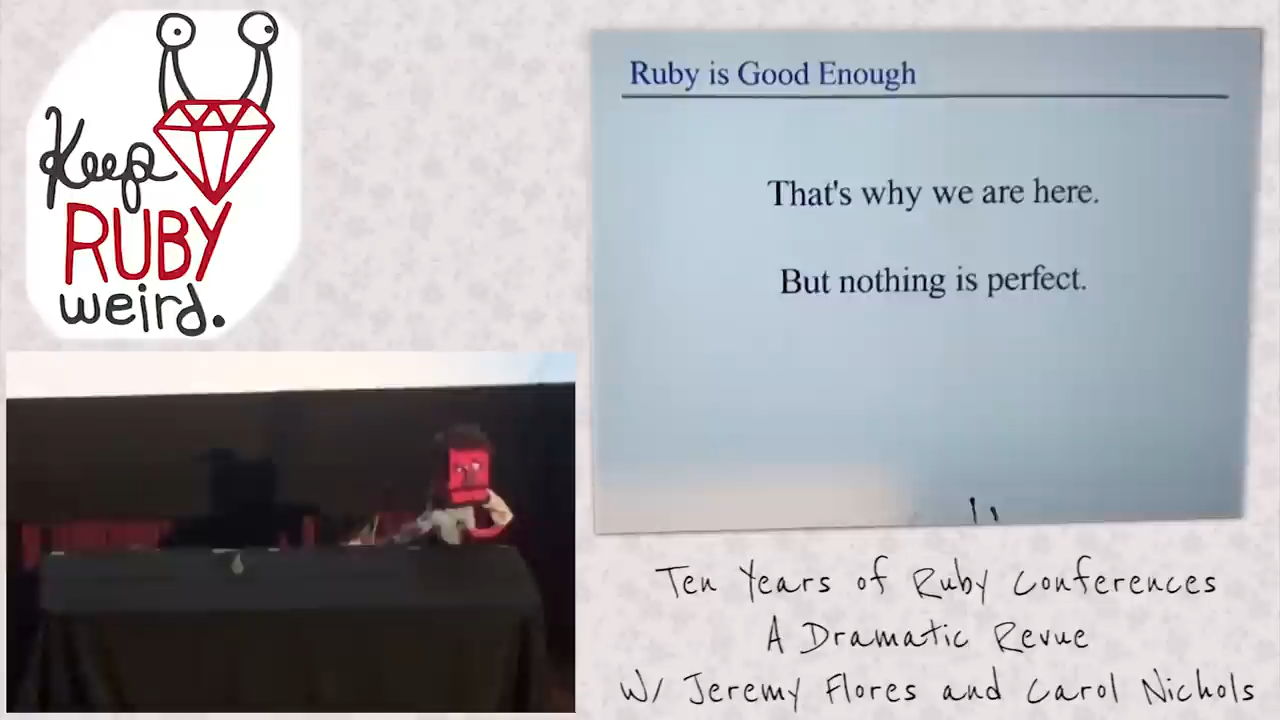 Keep
RUBY
weird.
Ruby is Good Enough
That's why we are here.
But nothing is perfect.
Ten Years of Ruby Conferences
A Dramatic Revue
W/ Jeremy Flores and Carol Nichols